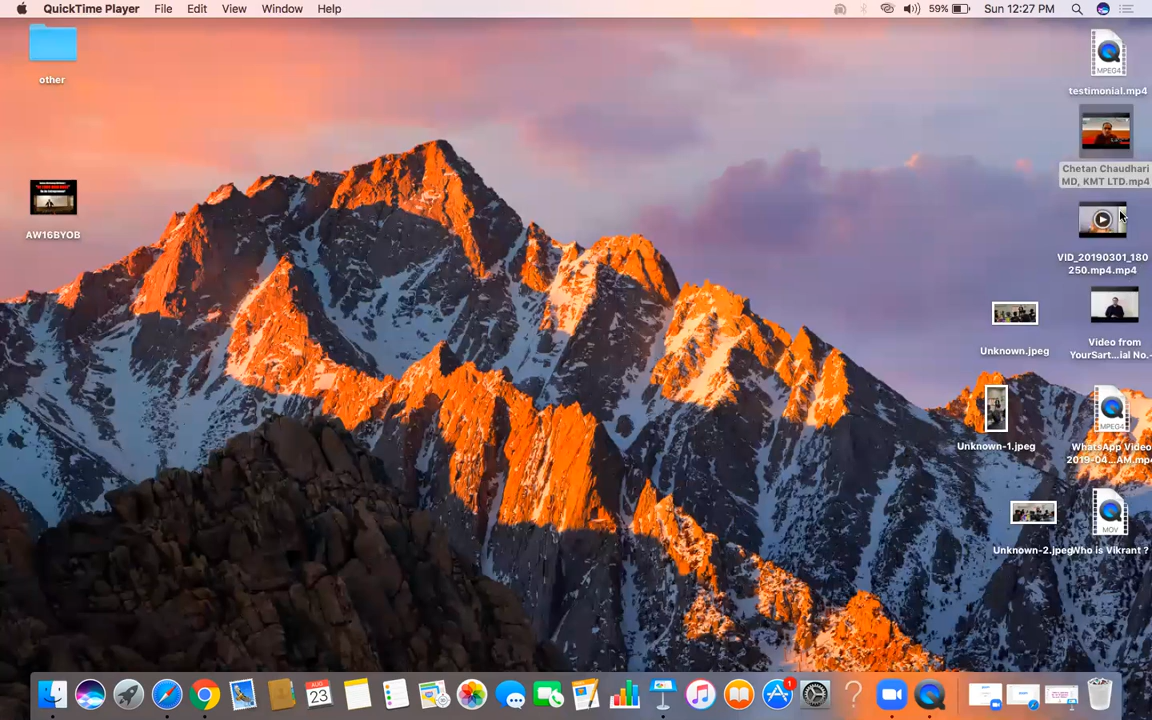 QuickTime Player File Edit View Window Help 59% Sun 12:27 PM
other
AW16BYOB
MPEG4
testimonial.mp4
Chetan Chaudhari
MD, KMT LTD.mp4
VID_20190301_180
250.mp4.mp4
Unknown.jpeg
Video from
YourSart...ial No.-
Unknown-1.jpeg
MPEG4
WhatsApp Video
2019-04...AM.mp
MOV
Unknown-2.jpeg
Who is Vikrant ?
AUG
23
1